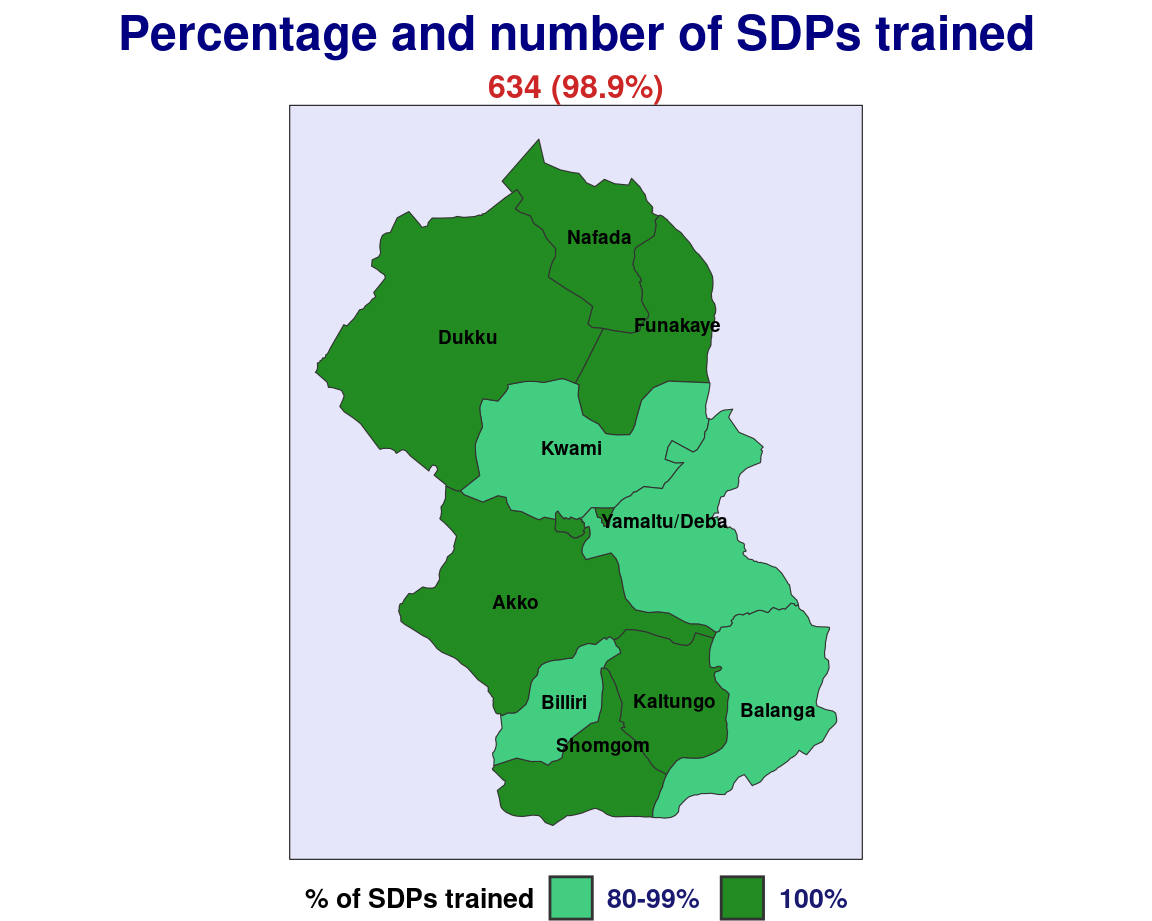 Percentage and number of SDPs trained
634 (98.9%)
Nafada
Funakaye
Dukku
Kwami
Yamaltu/Deba
Akko
Billiri
Kaltungo
Balanga
Shomgom
% of SDPs trained 80-99% 100%